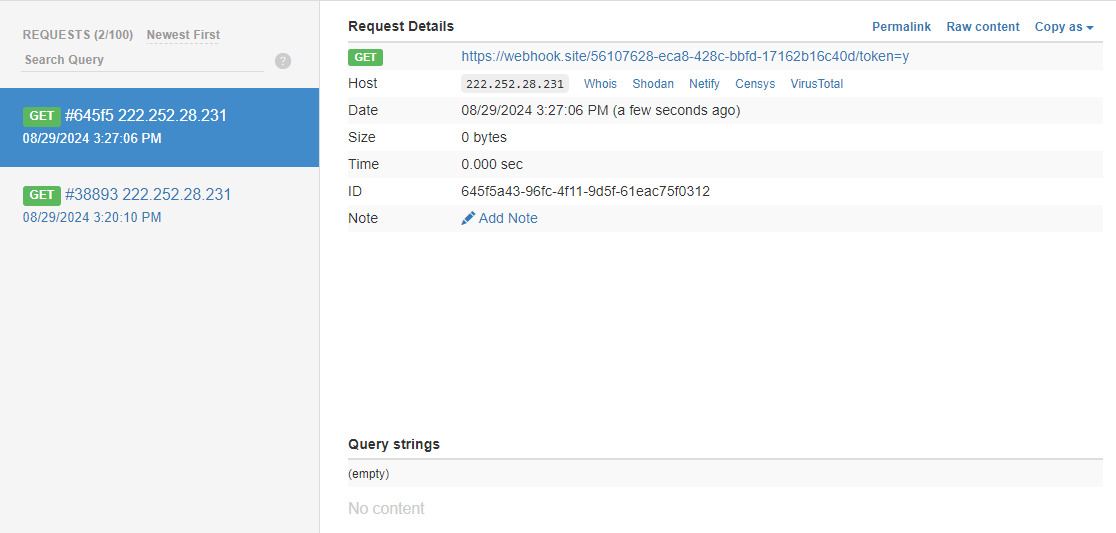 REQUESTS (2/100) Newest First
Search Query ?
GET #645f5 222.252.28.231
08/29/2024 3:27:06 PM
GET #38893 222.252.28.231
08/29/2024 3:20:10 PM
Request Details Permalink Raw content Copy as
GET https://webhook.site/56107628-eca8-428c-bbfd-17162b16c40d/token=y
Host 222.252.28.231 Whois Shodan Netify Censys VirusTotal
Date 08/29/2024 3:27:06 PM (a few seconds ago)
Size 0 bytes
Time 0.000 sec
ID 645f5a43-96fc-4f11-9d5f-61eac75f0312
Note Add Note
Query strings
(empty)
No content